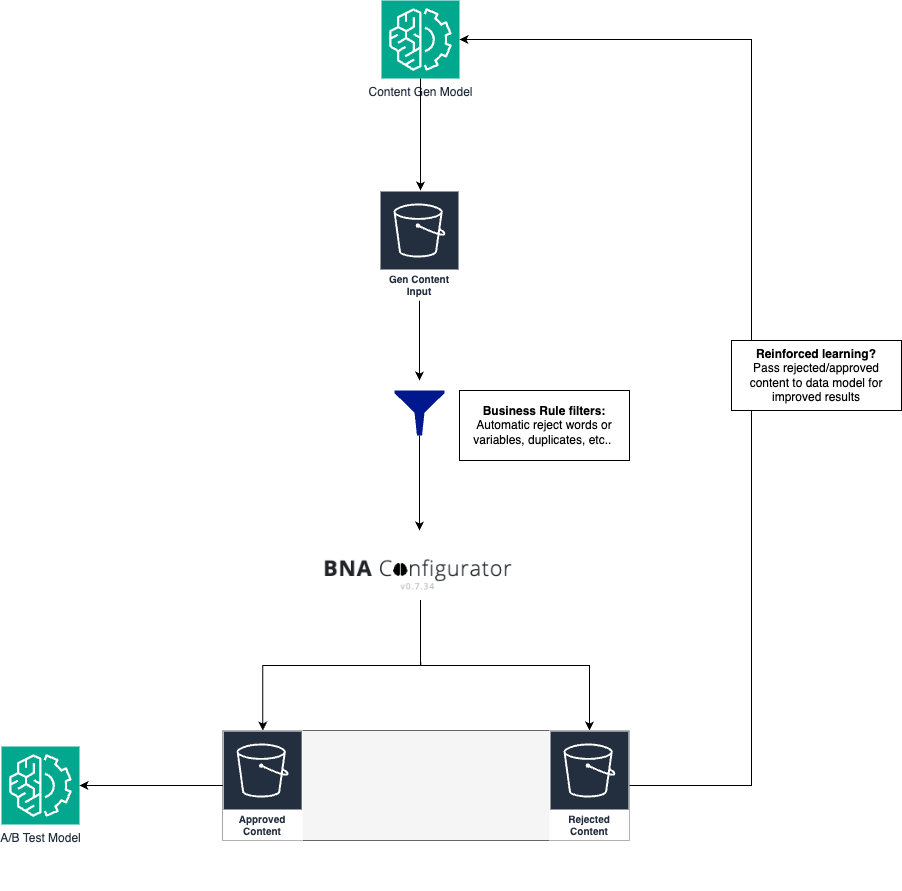 Content Gen Model
Gen Content
Input
Reinforced learning?
Pass rejected/approved
content to data model for
improved results
Business Rule filters:
Automatic reject words or
variables, duplicates, etc..
BNA Configurator
v0.7.34
Approved
Content
Rejected
Content
A/B Test Model